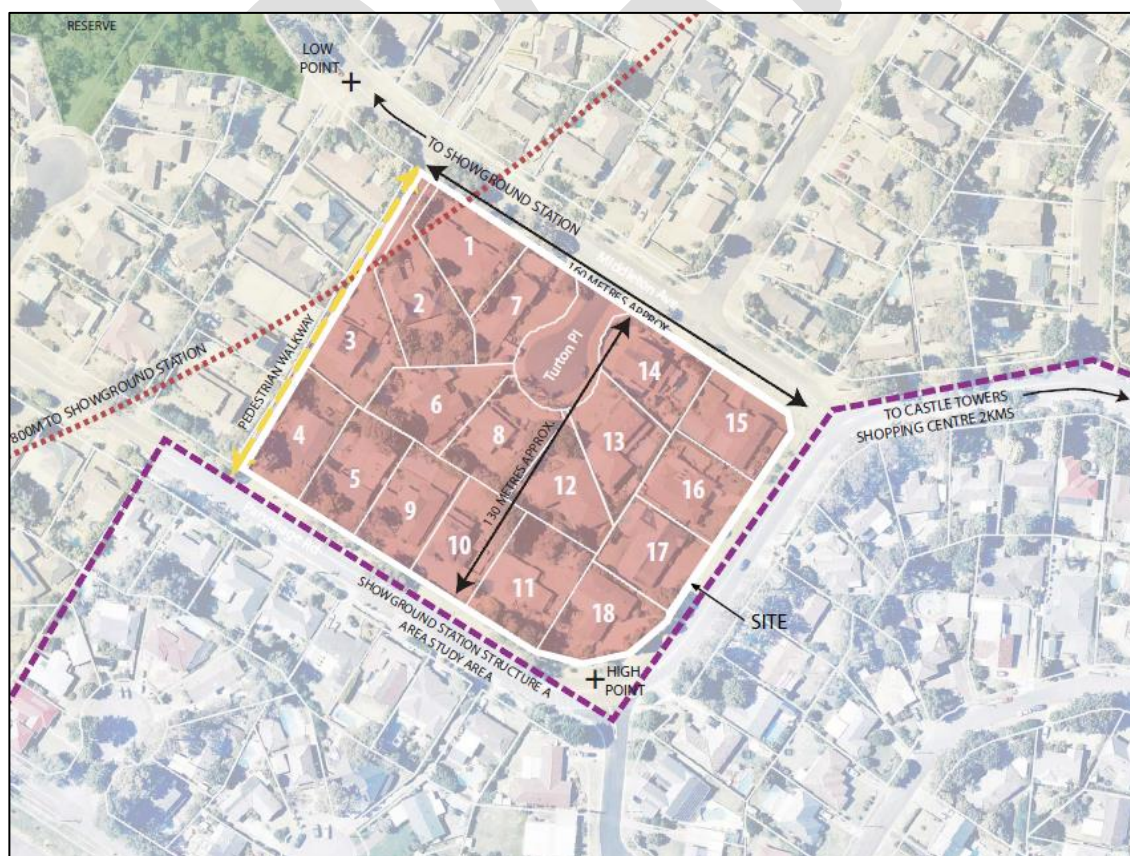 RESERVE
LOW
POINT
TO SHOWGROUND STATION
Middleton Ave
160 METRES APPROX.
1
2
7
3
Turton Pl
14
PEDESTRIAN WALKWAY
800M TO SHOWGROUND STATION
6
15
TO CASTLE TOWERS
SHOPPING CENTRE 2KMS
4
8
13
130 METRES APPROX.
5
12
16
9
10
17
11
18
SITE
SHOWGROUND STATION STRUCTURE A
AREA STUDY AREA
HIGH
POINT